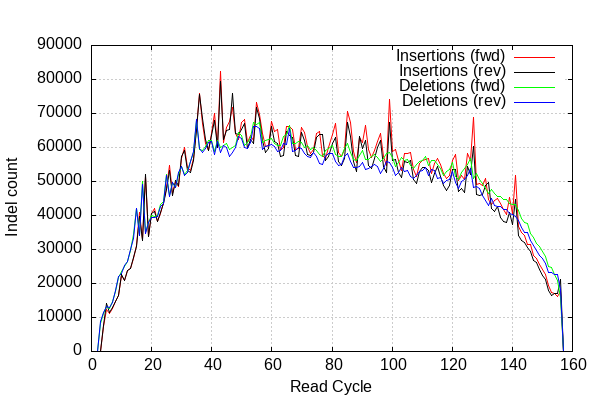 90000
80000
70000
60000
50000
40000
30000
20000
10000
0
Indel count
Insertions (fwd)
Insertions (rev)
Deletions (fwd)
Deletions (rev)
0 20 40 60 80 100 120 140 160
Read Cycle